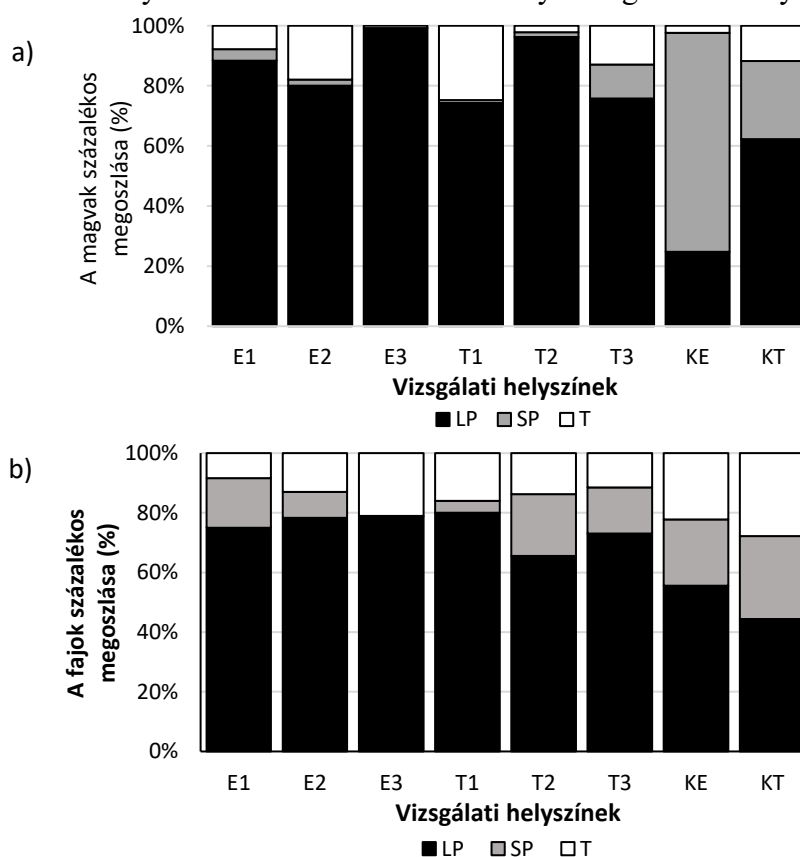 a)
A magvak százalékos
megoszlása (%)
100%
80%
60%
40%
20%
0%
E1 E2 E3 T1 T2 T3 KE KT
Vizsgálati helyszínek
LP SP T
b)
A fajok százalékos
megoszlása (%)
100%
80%
60%
40%
20%
0%
E1 E2 E3 T1 T2 T3 KE KT
Vizsgálati helyszínek
LP SP T